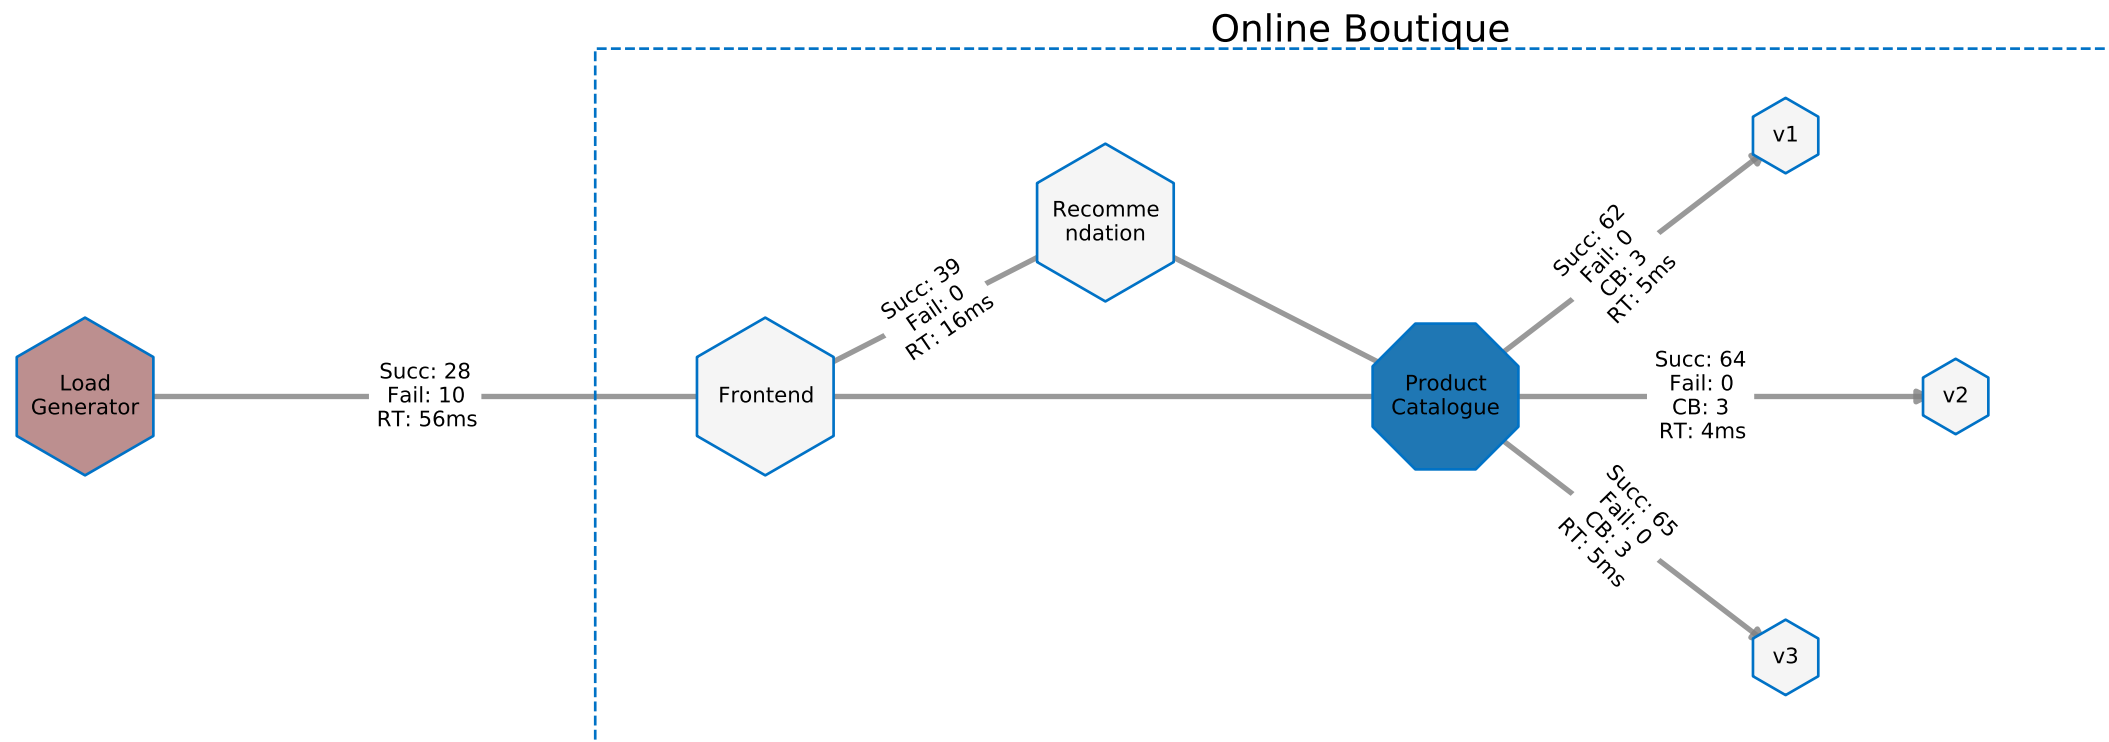 Online Boutique
Load
Generator
Succ: 28
Fail: 10
RT: 56ms
Frontend
Succ: 39
Fail: 0
RT: 16ms
Recomme
ndation
Product
Catalogue
Succ: 62
Fail: 0
CB: 3
RT: 5ms
v1
Succ: 64
Fail: 0
CB: 3
RT: 4ms
v2
Succ: 65
Fail: 0
CB: 3
RT: 5ms
v3